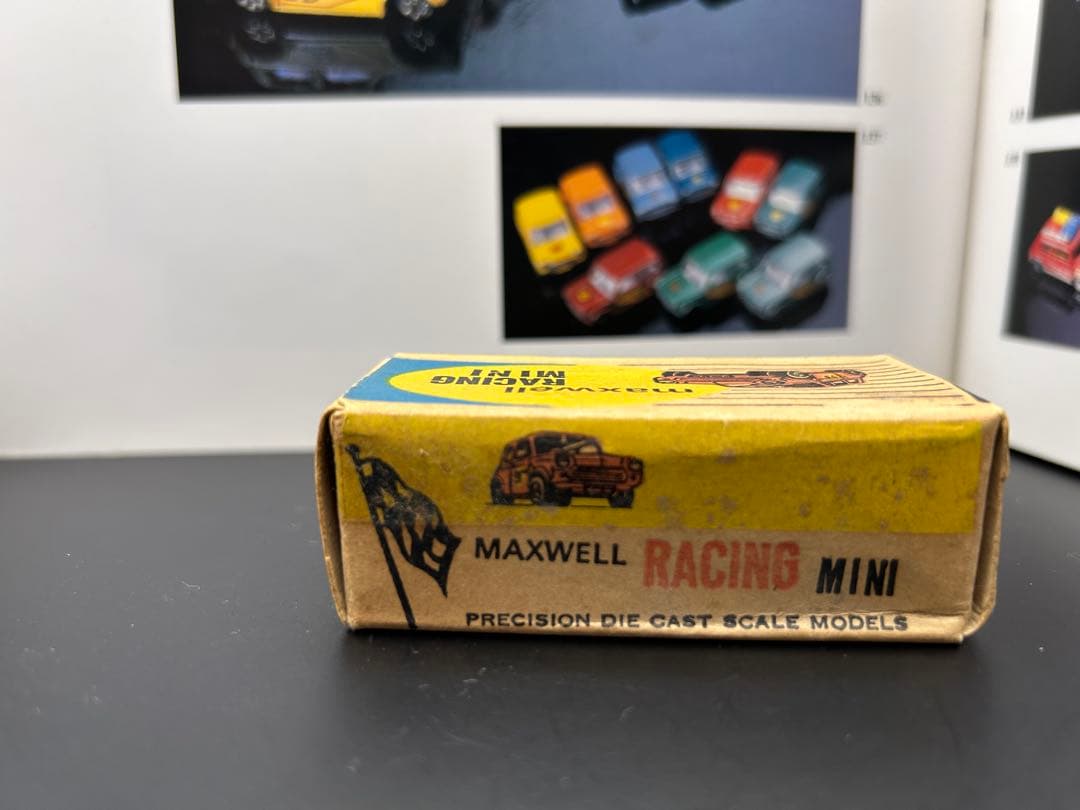 maxwell
RACING
MINI
MAXWELL RACING MINI
PRECISION DIE CAST SCALE MODELS